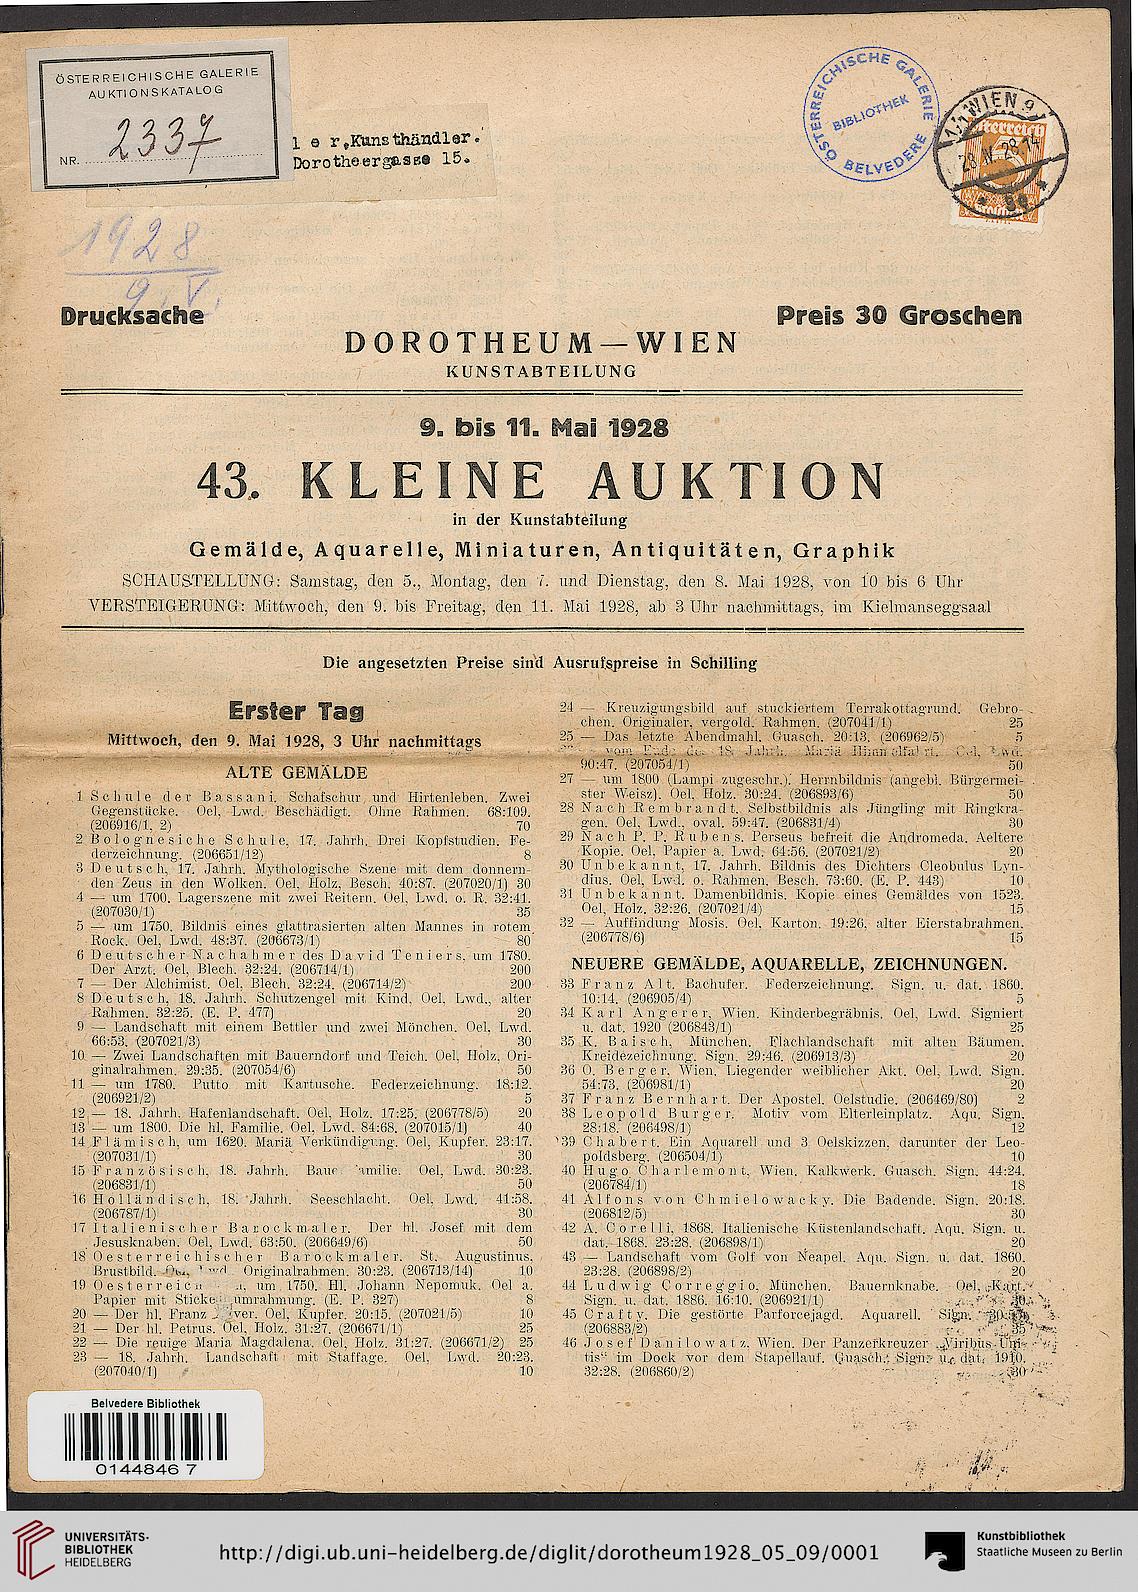 ÖSTERREICHISCHE GALERIE
AUKTIONSKATALOG
NR. 2337
l e r, Kunsthändler.
Dorotheergasse 15.
ÖSTERREICHISCHE GALERIE
BIBLIOTHEK
BELVEDERE
WIEN 9
1928
9. V.
Drucksache
Preis 30 Groschen
DOROTHEUM—WIEN
KUNSTABTEILUNG
9. bis 11. Mai 1928
43. KLEINE AUKTION
in der Kunstabteilung
Gemälde, Aquarelle, Miniaturen, Antiquitäten, Graphik
SCHAUSTELLUNG: Samstag, den 5., Montag, den 7. und Dienstag, den 8. Mai 1928, von 10 bis 6 Uhr
VERSTEIGERUNG: Mittwoch, den 9. bis Freitag, den 11. Mai 1928, ab 3 Uhr nachmittags, im Kielmanseggsaal
Die angesetzten Preise sind Ausrufspreise in Schilling
Erster Tag
Mittwoch, den 9. Mai 1928, 3 Uhr nachmittags
ALTE GEMÄLDE
1 Schule der Bassani. Schafschur und Hirtenleben. Zwei
Gegenstücke. Oel, Lwd. Beschädigt. Ohne Rahmen. 68:109.
(206916/1, 2) 70
2 Bolognesische Schule, 17. Jahrh. Drei Kopfstudien. Fe-
derzeichnung. (206651/12) 8
3 Deutsch, 17. Jahrh. Mythologische Szene mit dem donnern-
den Zeus in den Wolken. Oel, Holz. Besch. 40:87. (207020/1) 30
4 — um 1700. Lagerszene mit zwei Reitern. Oel, Lwd. o. R. 32:41.
(207030/1) 35
5 — um 1750. Bildnis eines glattrasierten alten Mannes in rotem
Rock. Oel, Lwd. 48:37. (206673/1) 80
6 Deutscher Nachahmer des David Teniers, um 1780.
Der Arzt. Oel, Blech. 32:24. (206714/1) 200
7 — Der Alchimist. Oel, Blech. 32:24. (206714/2) 200
8 Deutsch, 18. Jahrh. Schutzengel mit Kind. Oel, Lwd., alter
Rahmen. 32:25. (E. P. 477) 20
9 — Landschaft mit einem Bettler und zwei Mönchen. Oel, Lwd.
66:53. (207021/3) 30
10 — Zwei Landschaften mit Bauerndorf und Teich. Oel, Holz, Ori-
ginalrahmen. 29:35. (207054/6) 50
11 — um 1780. Putto mit Kartusche. Federzeichnung. 18:12.
(206921/2) 5
12 — 18. Jahrh. Hafenlandschaft. Oel, Holz. 17:25. (206778/5) 20
13 — um 1800. Die hl. Familie. Oel, Lwd. 84:68. (207015/1) 40
14 Flämisch, um 1620. Mariä Verkündigung. Oel, Kupfer. 23:17.
(207031/1) 30
15 Französisch, 18. Jahrh. Oel, Lwd. 30:23.
(206831/1) 50
16 Holländisch, 18. Jahrh. Seeschlacht. Oel, Lwd. 41:58.
(206787/1) 30
17 Italienischer Barockmaler. Der hl. Josef mit dem
Jesusknaben. Oel, Lwd. 63:50. (206649/6) 50
18 Oesterreichischer Barockmaler. St. Augustinus.
Brustbild. Originalrahmen. 30:23. (206713/14) 10
19 um 1750. Hl. Johann Nepomuk. Oel a.
Papier mit umrahmung. (E. P. 327) 8
20 — Der hl. Franz Oel, Kupfer. 20:15. (207021/5) 10
21 — Der hl. Petrus. Oel, Holz. 31:27. (206671/1) 25
22 — Die reuige Maria Magdalena. Oel, Holz. 31:27. (206671/2) 25
23 — 18. Jahrh. Landschaft mit Staffage. Oel, Lwd. 20:23.
(207040/1) 10
24 — Kreuzigungsbild auf stuckiertem Terrakottagrund. Gebro-
chen. Originaler, vergold. Rahmen. (207041/1) 25
25 — Das letzte Abendmahl. Guasch. 20:13. (206962/5) 5
— vom Ende des 18. Jahrh. Mariä Himmelfahrt. Oel, Lwd.
90:47. (207054/1) 50
27 — um 1800 (Lampi zugeschr.). Herrnbildnis (angebl. Bürgermei-
ster Weisz). Oel, Holz. 30:24. (206893/6) 50
28 Nach Rembrandt. Selbstbildnis als Jüngling mit Ringkra-
gen. Oel, Lwd., oval. 59:47. (206831/4) 30
29 Nach P. P. Rubens. Perseus befreit die Andromeda. Aeltere
Kopie. Oel, Papier a. Lwd. 64:56. (207021/2) 20
30 Unbekannt, 17. Jahrh. Bildnis des Dichters Cleobulus Lyn-
dius. Oel, Lwd. o. Rahmen. Besch. 73:60. (E. P. 443) 10
31 Unbekannt. Damenbildnis. Kopie eines Gemäldes von 1523.
Oel, Holz. 32:26. (207021/4) 15
32 — Auffindung Mosis. Oel, Karton. 19:26, alter Eierstabrahmen.
(206778/6) 15
NEUERE GEMÄLDE, AQUARELLE, ZEICHNUNGEN.
33 Franz Alt. Bachufer. Federzeichnung. Sign. u. dat. 1860.
10:14. (206905/4) 5
34 Karl Angerer, Wien. Kinderbegräbnis. Oel, Lwd. Signiert
u. dat. 1920 (206843/1) 25
35 K. Baisch, München. Flachlandschaft mit alten Bäumen.
Kreidezeichnung. Sign. 29:46. (206913/3) 20
36 O. Berger, Wien. Liegender weiblicher Akt. Oel, Lwd. Sign.
54:73. (206981/1) 20
37 Franz Bernhart. Der Apostel. Oelstudie. (206469/80) 2
38 Leopold Burger. Motiv vom Elterleinplatz. Aqu. Sign.
28:18. (206498/1) 12
39 Chabert. Ein Aquarell und 3 Oelskizzen, darunter der Leo-
poldsberg. (206504/1) 10
40 Hugo Charlemont, Wien. Kalkwerk. Guasch. Sign. 44:24.
(206784/1) 18
41 Alfons von Chmielowacky. Die Badende. Sign. 20:18.
(206812/5) 30
42 A. Corelli, 1868. Italienische Küstenlandschaft. Aqu. Sign. u.
dat. 1868. 23:28. (206898/1) 20
43 — Landschaft vom Golf von Neapel. Aqu. Sign. u. dat. 1860.
23:28. (206898/2) 20
44 Ludwig Correggio, München. Bauernknabe. Oel, Kart.
Sign. u. dat. 1886. 16:10. (206921/1)
45 Crafty. Die gestörte Parforcejagd. Aquarell. Sign.
(206883/2) 35
46 Josef Danilowatz, Wien. Der Panzerkreuzer „Viribus Uni-
tis“ im Dock vor dem Stapellauf. Guasch. Sign. u. dat. 1910.
32:28. (206860/2) 30
Belvedere Bibliothek
0144846 7
UNIVERSITÄTS-
BIBLIOTHEK
HEIDELBERG
http://digi.ub.uni-heidelberg.de/diglit/dorotheum1928_05_09/0001
Kunstbibliothek
Staatliche Museen zu Berlin